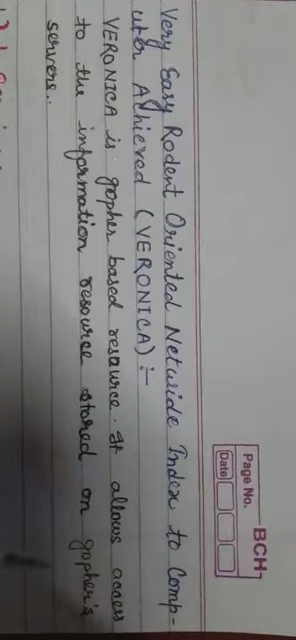 BCH
Page No.
Date
Very Easy Rodent Oriented Netwide Index to Comp-
uter Achieved (VERONICA) :-
VERONICA is gopher based resource. It allows access
to the information resource stored on gopher's
servers.